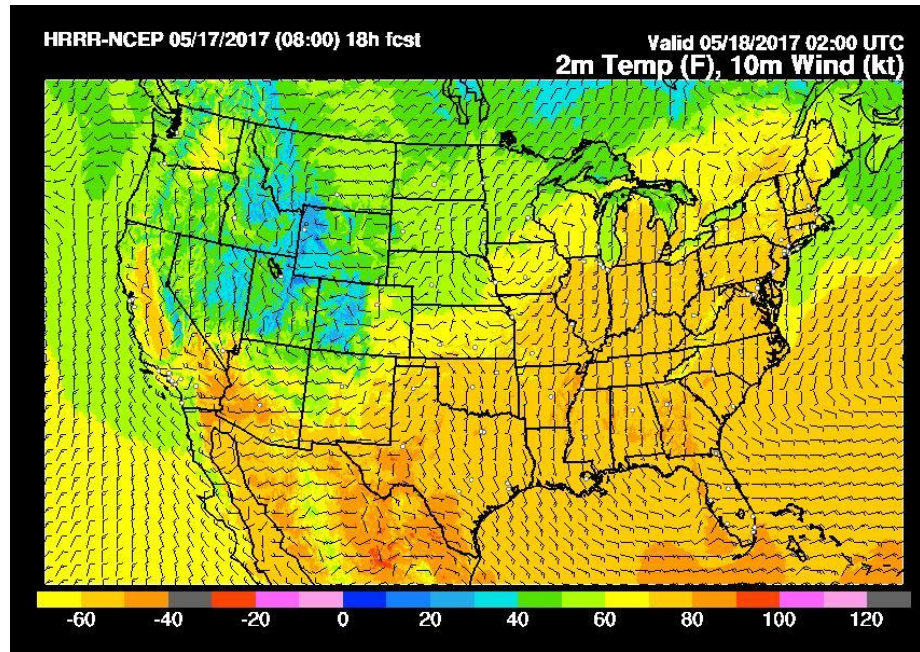 HRRR-NCEP 05/17/2017 (08:00) 18h fcst
Valid 05/18/2017 02:00 UTC
2m Temp (F), 10m Wind (kt)
-60 -40 -20 0 20 40 60 80 100 120